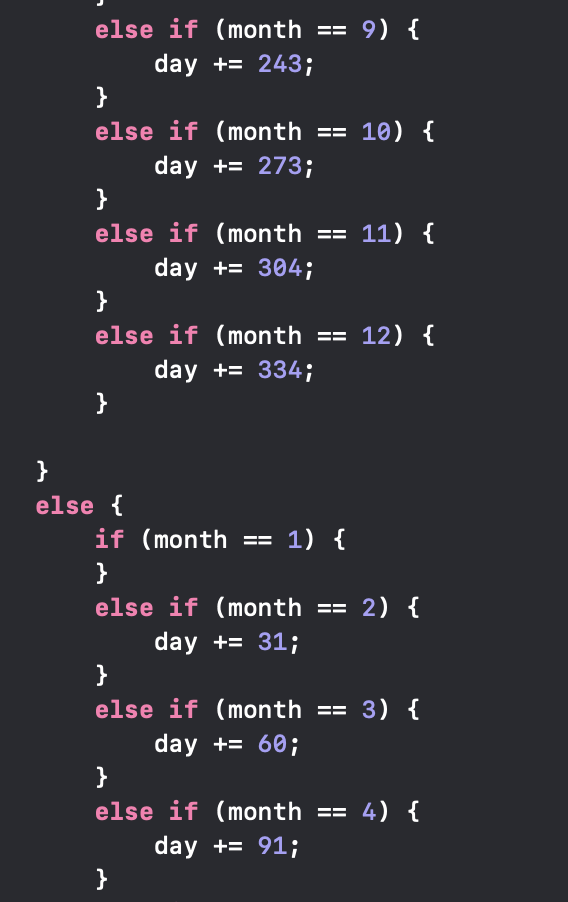 }
else if (month == 9) {
day += 243;
}
else if (month == 10) {
day += 273;
}
else if (month == 11) {
day += 304;
}
else if (month == 12) {
day += 334;
}
}
else {
if (month == 1) {
}
else if (month == 2) {
day += 31;
}
else if (month == 3) {
day += 60;
}
else if (month == 4) {
day += 91;
}